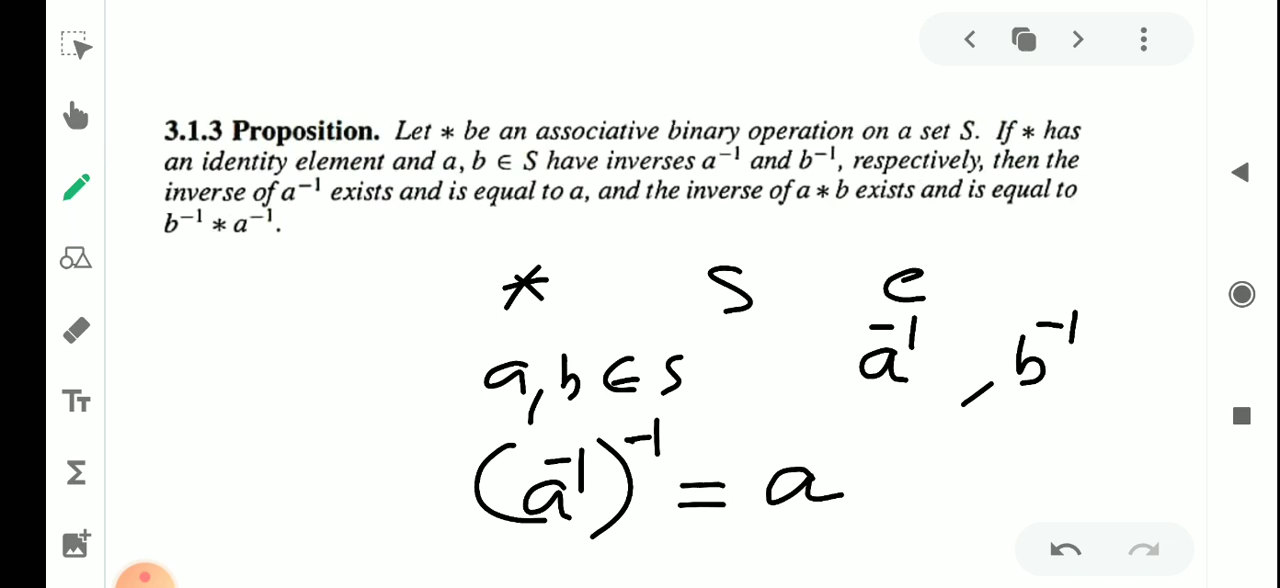 3.1.3 Proposition. Let * be an associative binary operation on a set S. If * has
an identity element and a, b ∈ S have inverses a⁻¹ and b⁻¹, respectively, then the
inverse of a⁻¹ exists and is equal to a, and the inverse of a * b exists and is equal to
b⁻¹ * a⁻¹.
* S e
a, b ∈ S a⁻¹, b⁻¹
(a⁻¹)⁻¹ = a
TT
Σ